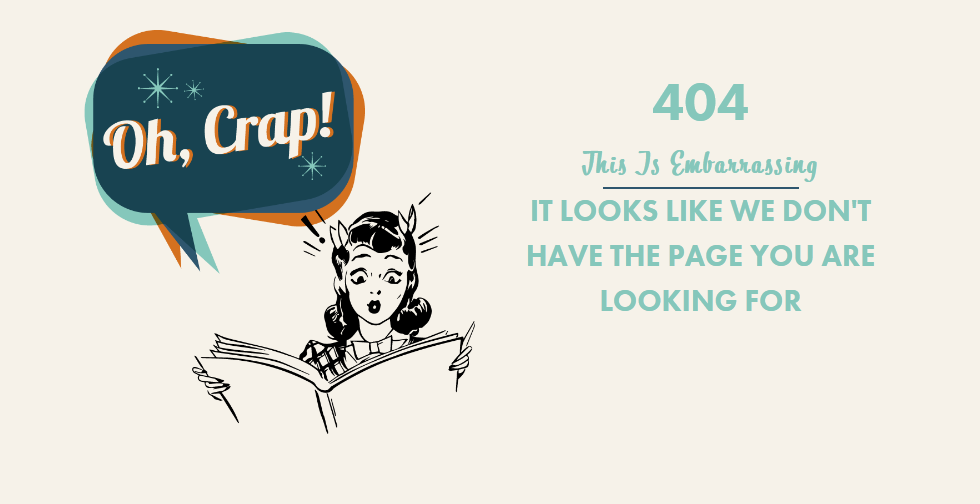 Oh, Crap!
404
This Is Embarrassing
IT LOOKS LIKE WE DON'T
HAVE THE PAGE YOU ARE
LOOKING FOR